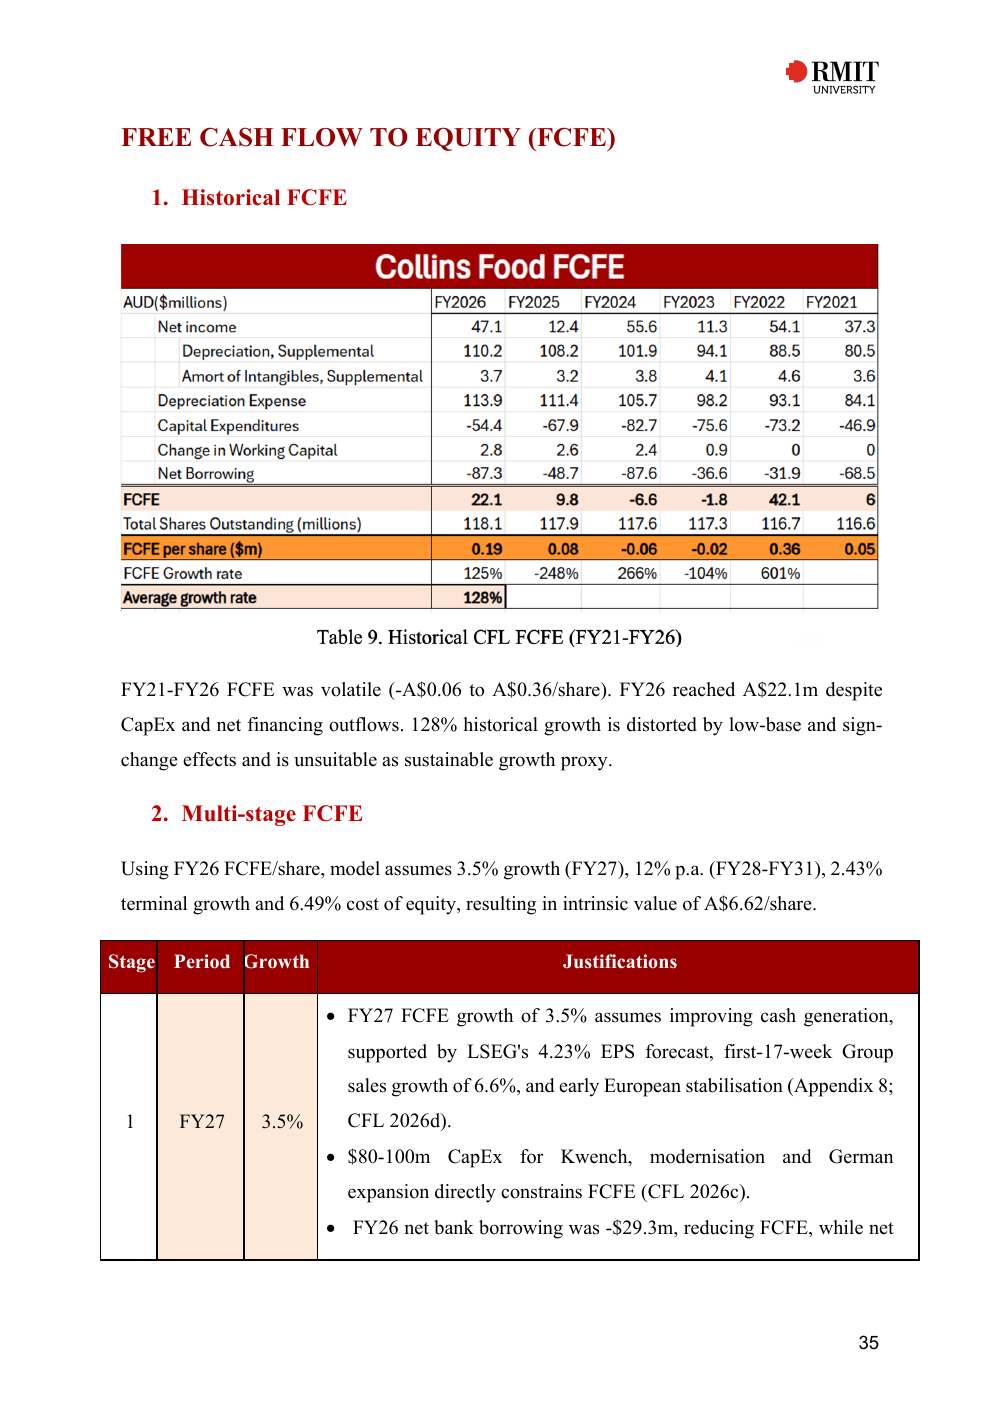 RMIT
UNIVERSITY
FREE CASH FLOW TO EQUITY (FCFE)
1. Historical FCFE
Collins Food FCFE
AUD($millions) FY2026 FY2025 FY2024 FY2023 FY2022 FY2021
Net income 47.1 12.4 55.6 11.3 54.1 37.3
Depreciation, Supplemental 110.2 108.2 101.9 94.1 88.5 80.5
Amort of Intangibles, Supplemental 3.7 3.2 3.8 4.1 4.6 3.6
Depreciation Expense 113.9 111.4 105.7 98.2 93.1 84.1
Capital Expenditures -54.4 -67.9 -82.7 -75.6 -73.2 -46.9
Change in Working Capital 2.8 2.6 2.4 0.9 0 0
Net Borrowing -87.3 -48.7 -87.6 -36.6 -31.9 -68.5
FCFE 22.1 9.8 -6.6 -1.8 42.1 6
Total Shares Outstanding (millions) 118.1 117.9 117.6 117.3 116.7 116.6
FCFE per share ($m) 0.19 0.08 -0.06 -0.02 0.36 0.05
FCFE Growth rate 125% -248% 266% -104% 601%
Average growth rate 128%
Table 9. Historical CFL FCFE (FY21-FY26)
FY21-FY26 FCFE was volatile (-A$0.06 to A$0.36/share). FY26 reached A$22.1m despite
CapEx and net financing outflows. 128% historical growth is distorted by low-base and sign-
change effects and is unsuitable as sustainable growth proxy.
2. Multi-stage FCFE
Using FY26 FCFE/share, model assumes 3.5% growth (FY27), 12% p.a. (FY28-FY31), 2.43%
terminal growth and 6.49% cost of equity, resulting in intrinsic value of A$6.62/share.
Stage Period Growth Justifications
1 FY27 3.5%
• FY27 FCFE growth of 3.5% assumes improving cash generation,
supported by LSEG's 4.23% EPS forecast, first-17-week Group
sales growth of 6.6%, and early European stabilisation (Appendix 8;
CFL 2026d).
• $80-100m CapEx for Kwench, modernisation and German
expansion directly constrains FCFE (CFL 2026c).
• FY26 net bank borrowing was -$29.3m, reducing FCFE, while net
35